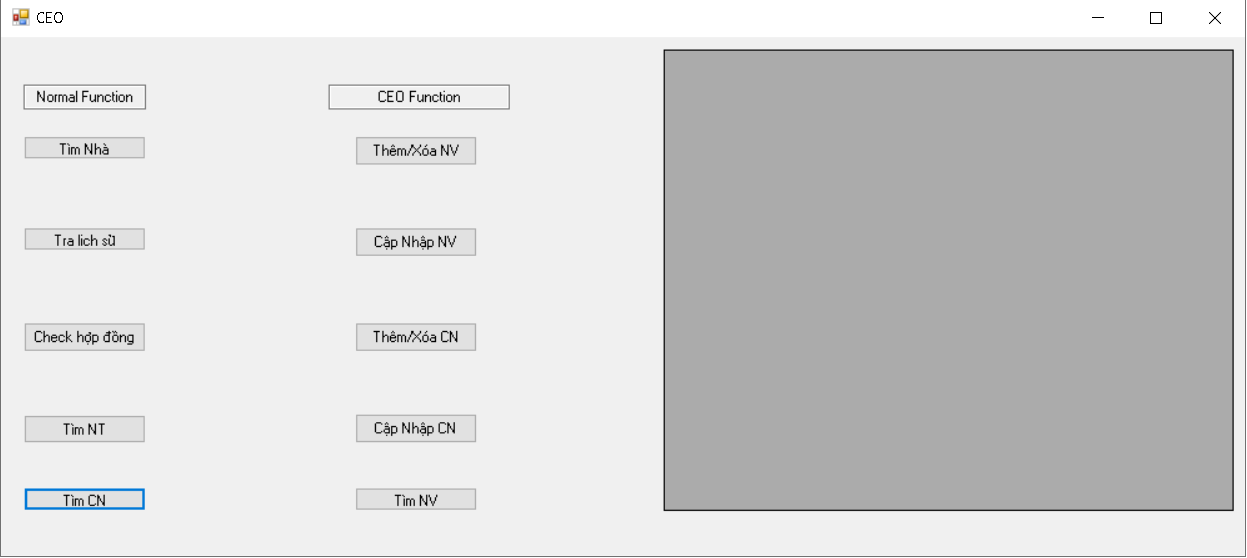 CEO
Normal Function
CEO Function
Tìm Nhà
Thêm/Xóa NV
Tra lich sử
Cập Nhập NV
Check hợp đồng
Thêm/Xóa CN
Tìm NT
Cập Nhập CN
Tìm CN
Tìm NV